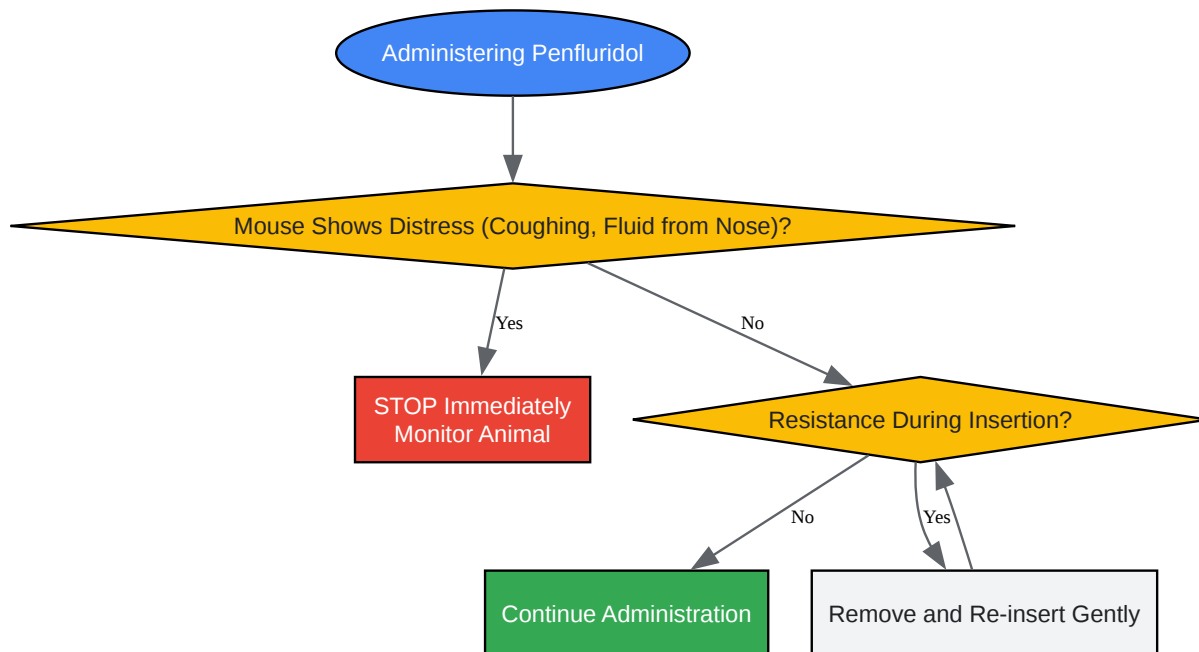 Administering Penfluridol
Mouse Shows Distress (Coughing, Fluid from Nose)?
Yes
No
STOP Immediately
Monitor Animal
Resistance During Insertion?
No
Yes
Continue Administration
Remove and Re-insert Gently